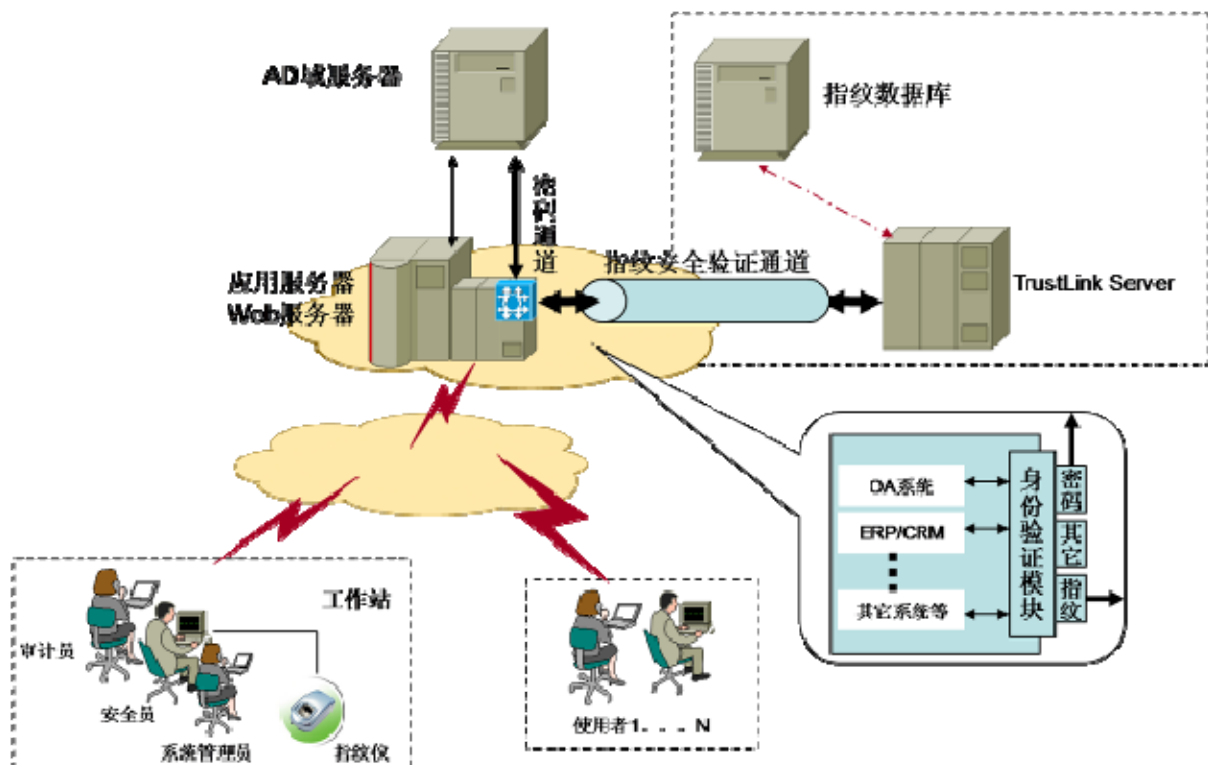 AD域服务器
指纹数据库
密码通道
指纹安全验证通道
应用服务器
Web服务器
TrustLink Server
OA系统
ERP/CRM
其它系统等
身份验证模块
密码
其它
指纹
工作站
审计员
安全员
系统管理员
指纹仪
使用者1. . . . N